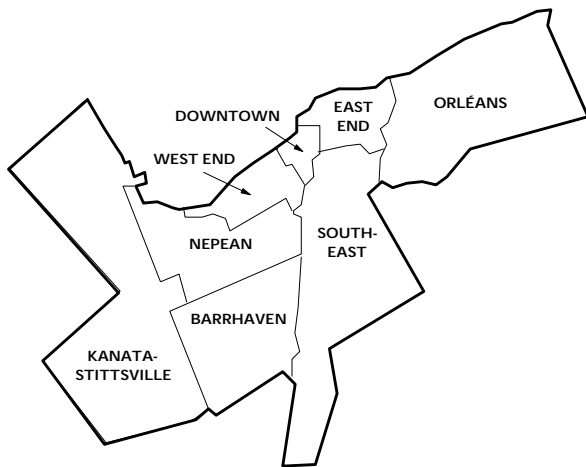 EAST
END
ORLÉANS
DOWNTOWN
WEST END
NEPEAN
SOUTH-
EAST
BARRHAVEN
KANATA-
STITTSVILLE